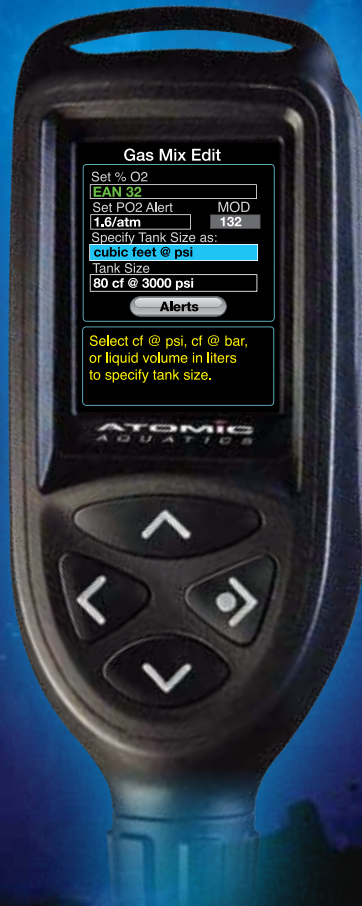 Gas Mix Edit
Set % O2
EAN 32
Set PO2 Alert MOD
1.6/atm 132
Specify Tank Size as:
cubic feet @ psi
Tank Size
80 cf @ 3000 psi
Alerts
Select cf @ psi, cf @ bar,
or liquid volume in liters
to specify tank size.
ATOMIC
AQUATICS